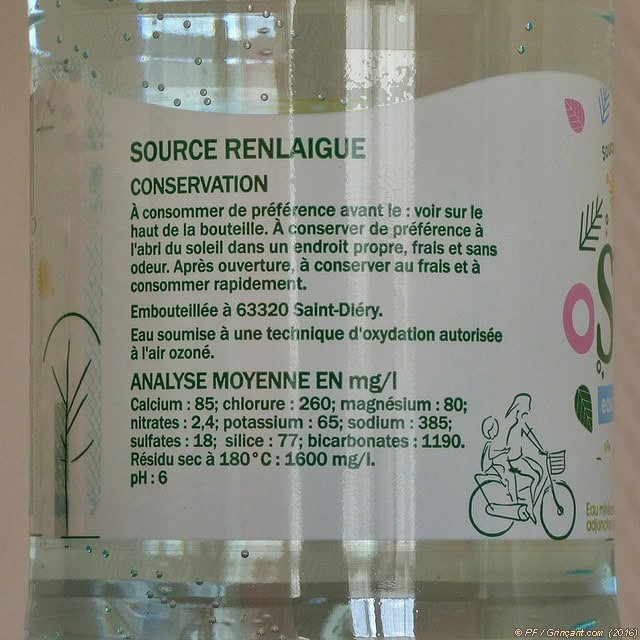 SOURCE RENLAIGUE
CONSERVATION
À consommer de préférence avant le : voir sur le
haut de la bouteille. À conserver de préférence à
l'abri du soleil dans un endroit propre, frais et sans
odeur. Après ouverture, à conserver au frais et à
consommer rapidement.
Embouteillée à 63320 Saint-Diéry.
Eau soumise à une technique d'oxydation autorisée
à l'air ozoné.
ANALYSE MOYENNE EN mg/l
Calcium : 85; chlorure : 260; magnésium : 80;
nitrates : 2,4; potassium : 65; sodium : 385;
sulfates : 18; silice : 77; bicarbonates : 1190.
Résidu sec à 180°C : 1600 mg/l.
pH : 6
Eau
© PF / Grinçant.com (2016)